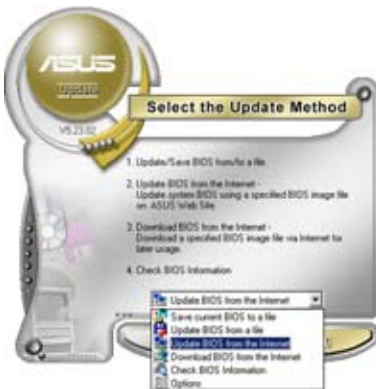 ASUS
Update
V5.23.02
Select the Update Method
1. Update/Save BIOS from/to a file
2. Update BIOS from the Internet -
Update system BIOS using a specified BIOS image file
on ASUS Web Site.
3. Download BIOS from the Internet -
Download a specified BIOS image file via Internet for
later usage.
4. Check BIOS Information
Update BIOS from the Internet
Save current BIOS to a file
Update BIOS from a file
Update BIOS from the Internet
Download BIOS from the Internet
Check BIOS Information
Options